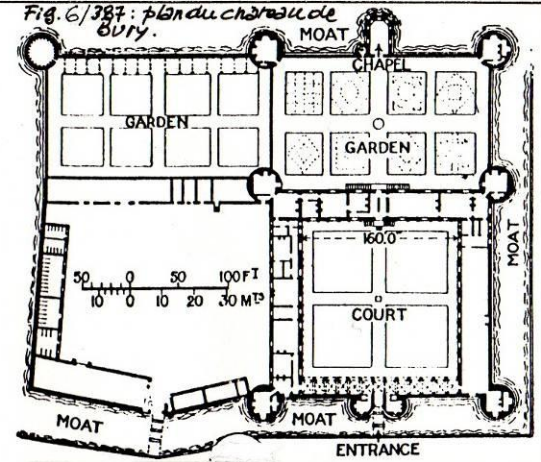 Fig. 6/387: plan du chateau de
Bury.
MOAT
CHAPEL
GARDEN
GARDEN
MOAT
160.0"
50 0 50 100 FT
10 0 10 20 30 MTS
COURT
MOAT
MOAT
ENTRANCE